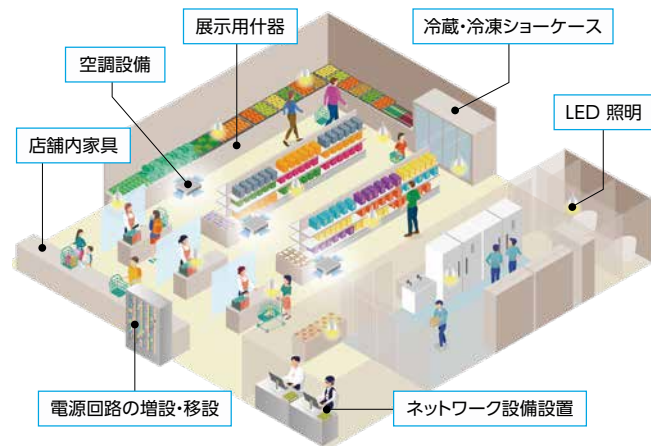 展示用什器
冷蔵・冷凍ショーケース
空調設備
LED 照明
店舗内家具
電源回路の増設・移設
ネットワーク設備設置